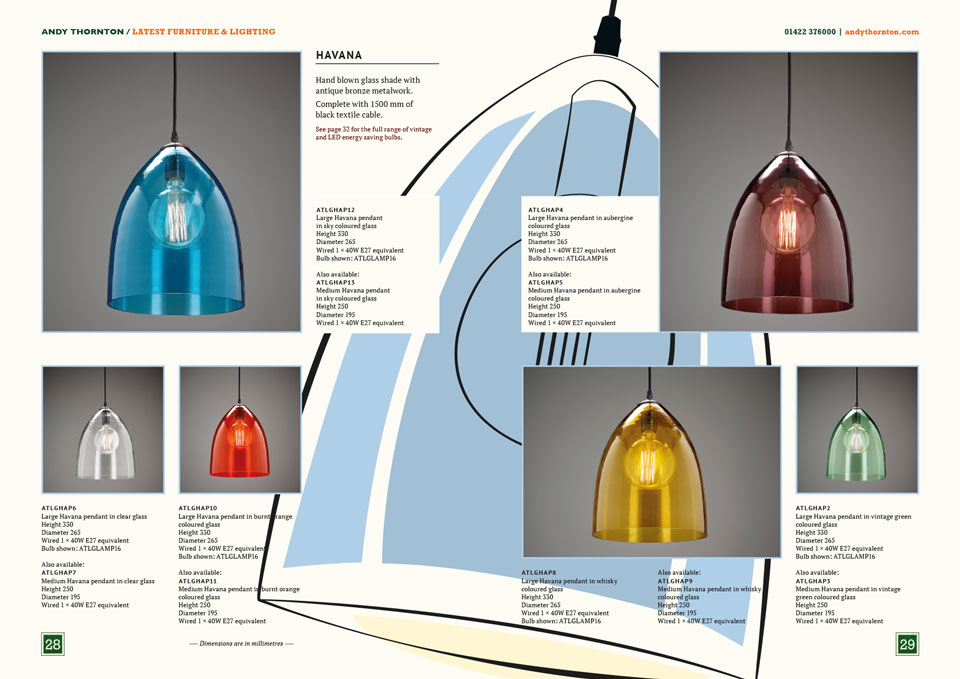 ANDY THORNTON / LATEST FURNITURE & LIGHTING
01422 376000 | andythornton.com
HAVANA
Hand blown glass shade with
antique bronze metalwork.
Complete with 1500 mm of
black textile cable.
See page 32 for the full range of vintage
and LED energy saving bulbs.
ATLGHAP12
Large Havana pendant
in sky coloured glass
Height 330
Diameter 265
Wired 1 × 40W E27 equivalent
Bulb shown: ATLGLAMP16
Also available:
ATLGHAP13
Medium Havana pendant
in sky coloured glass
Height 250
Diameter 195
Wired 1 × 40W E27 equivalent
ATLGHAP4
Large Havana pendant in aubergine
coloured glass
Height 330
Diameter 265
Wired 1 × 40W E27 equivalent
Bulb shown: ATLGLAMP16
Also available:
ATLGHAP5
Medium Havana pendant in aubergine
coloured glass
Height 250
Diameter 195
Wired 1 × 40W E27 equivalent
ATLGHAP6
Large Havana pendant in clear glass
Height 330
Diameter 265
Wired 1 × 40W E27 equivalent
Bulb shown: ATLGLAMP16
Also available:
ATLGHAP7
Medium Havana pendant in clear glass
Height 250
Diameter 195
Wired 1 × 40W E27 equivalent
ATLGHAP10
Large Havana pendant in burnt orange
coloured glass
Height 330
Diameter 265
Wired 1 × 40W E27 equivalent
Bulb shown: ATLGLAMP16
Also available:
ATLGHAP11
Medium Havana pendant in burnt orange
coloured glass
Height 250
Diameter 195
Wired 1 × 40W E27 equivalent
ATLGHAP8
Large Havana pendant in whisky
coloured glass
Height 330
Diameter 265
Wired 1 × 40W E27 equivalent
Bulb shown: ATLGLAMP16
Also available:
ATLGHAP9
Medium Havana pendant in whisky
coloured glass
Height 250
Diameter 195
Wired 1 × 40W E27 equivalent
ATLGHAP2
Large Havana pendant in vintage green
coloured glass
Height 330
Diameter 265
Wired 1 × 40W E27 equivalent
Bulb shown: ATLGLAMP16
Also available:
ATLGHAP3
Medium Havana pendant in vintage
green coloured glass
Height 250
Diameter 195
Wired 1 × 40W E27 equivalent
28
— Dimensions are in millimetres —
29